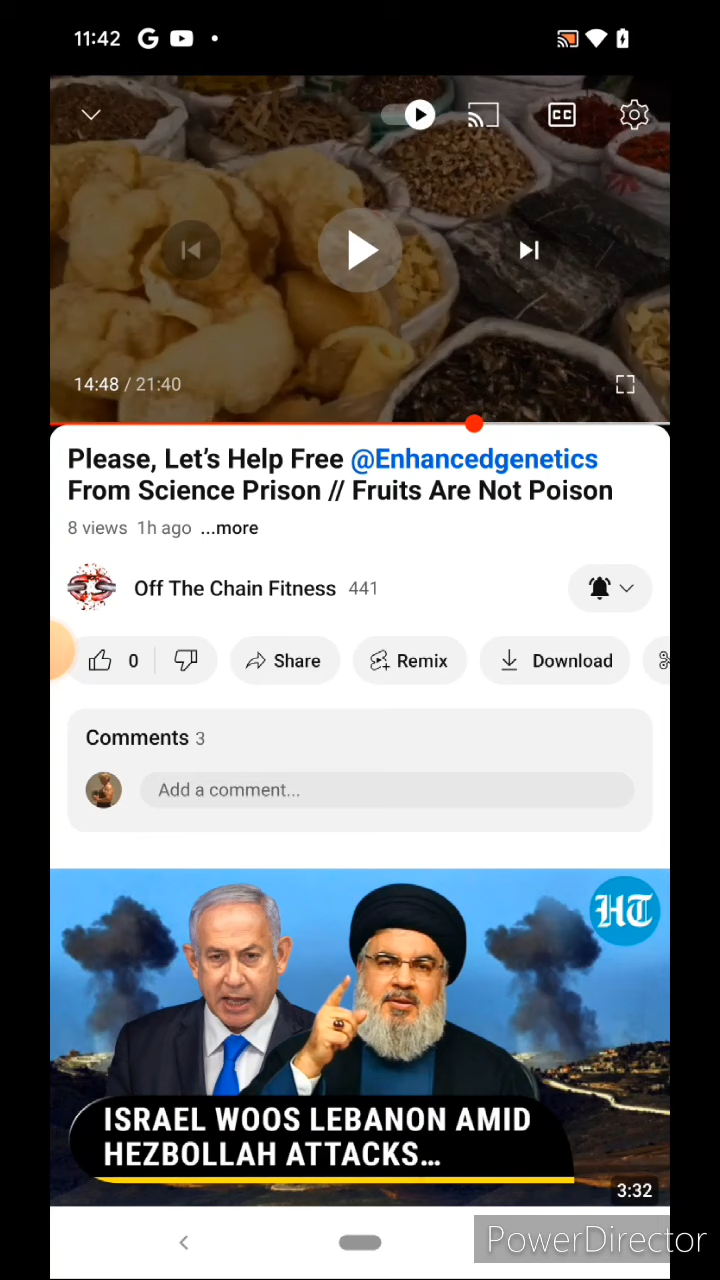 11:42
14:48 / 21:40
Please, Let’s Help Free @Enhancedgenetics
From Science Prison // Fruits Are Not Poison
8 views 1h ago ...more
Off The Chain Fitness 441
0 Share Remix Download
Comments 3
Add a comment...
HT
ISRAEL WOOS LEBANON AMID
HEZBOLLAH ATTACKS...
3:32
PowerDirector